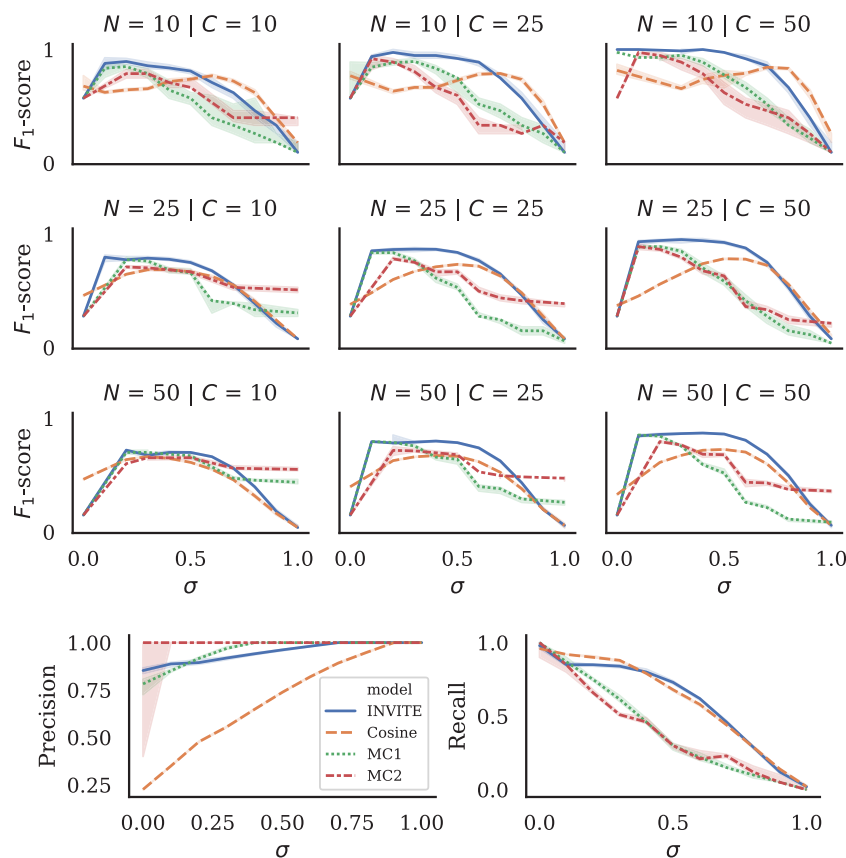 N = 10 | C = 10
N = 10 | C = 25
N = 10 | C = 50
1
F₁-score
0
N = 25 | C = 10
N = 25 | C = 25
N = 25 | C = 50
1
F₁-score
0
N = 50 | C = 10
N = 50 | C = 25
N = 50 | C = 50
1
F₁-score
0
0.0 0.5 1.0
0.0 0.5 1.0
0.0 0.5 1.0
σ
σ
σ
Precision
1.00
0.75
0.50
0.25
model
INVITE
Cosine
MC1
MC2
0.00 0.25 0.50 0.75 1.00
σ
Recall
1.0
0.5
0.0
0.0 0.5 1.0
σ